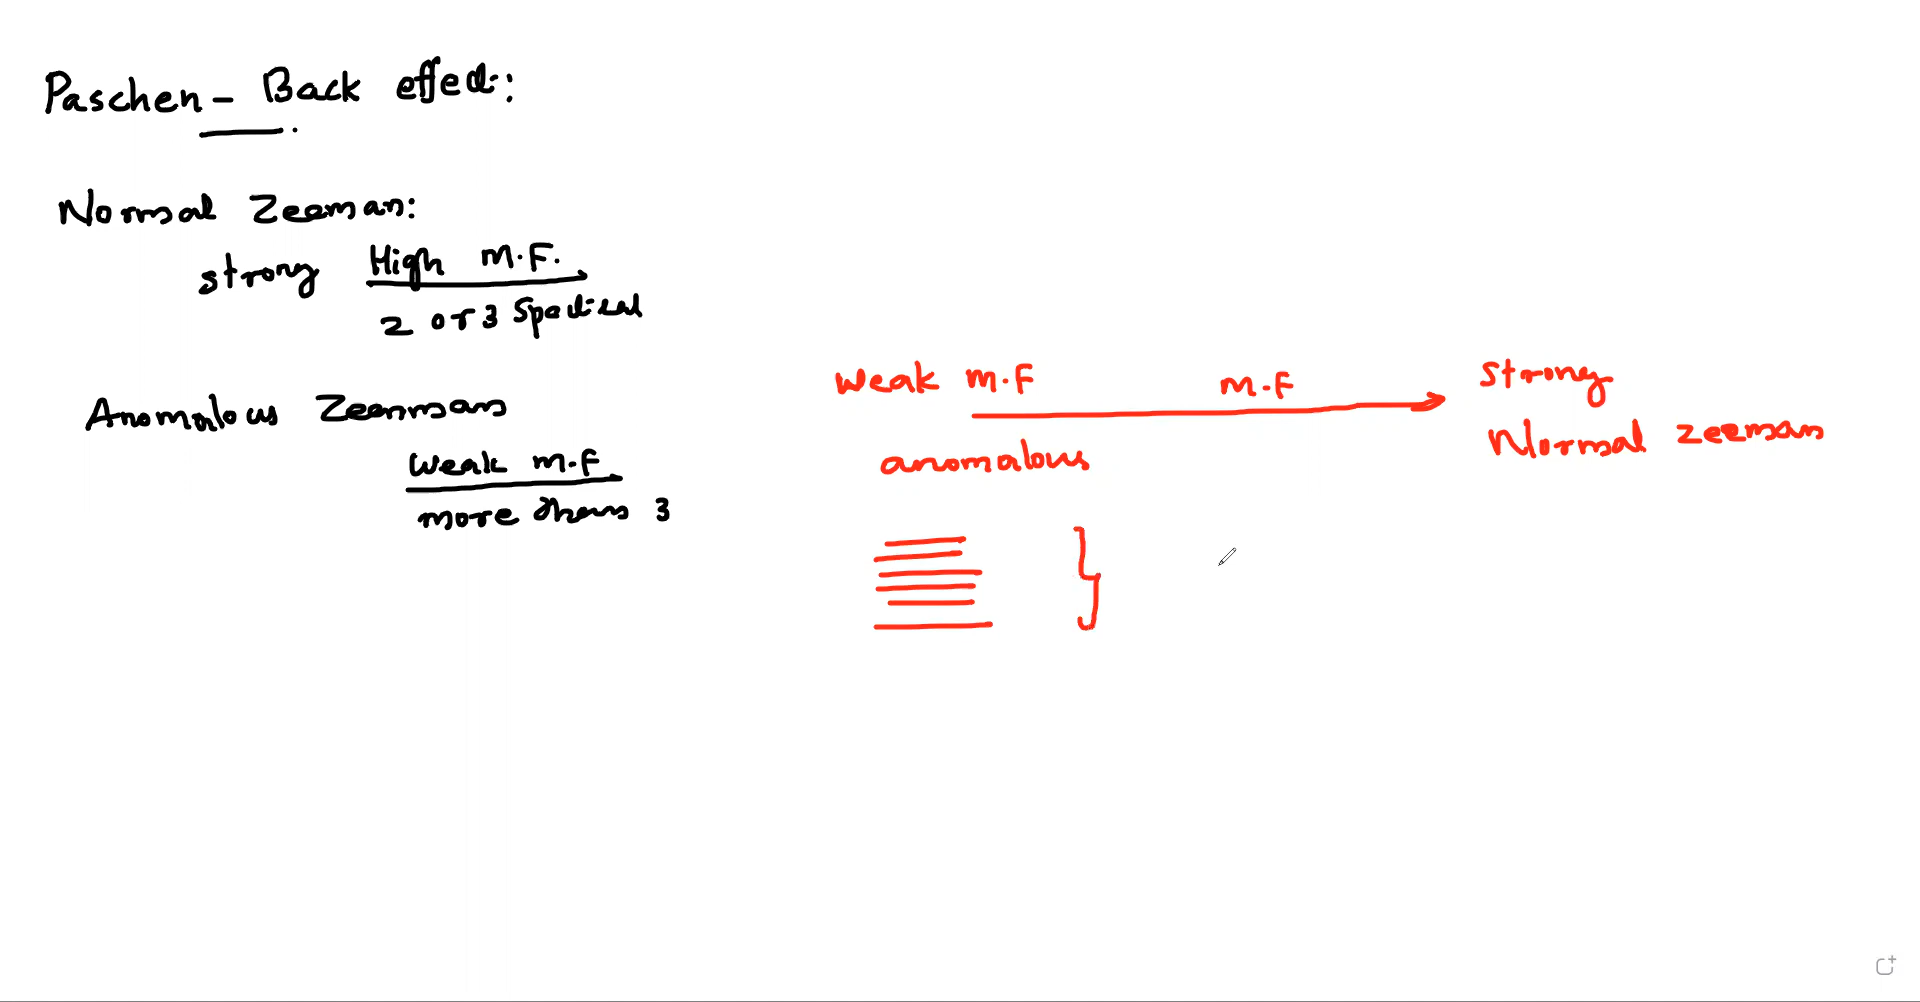 Paschen - Back effect:
Normal Zeeman:
strong High M.F.
2 or 3 Spectral
Anomalous Zeenman
Weak M.F
more than 3
Weak M.F
M.F
strong
anomalous
Normal Zeeman